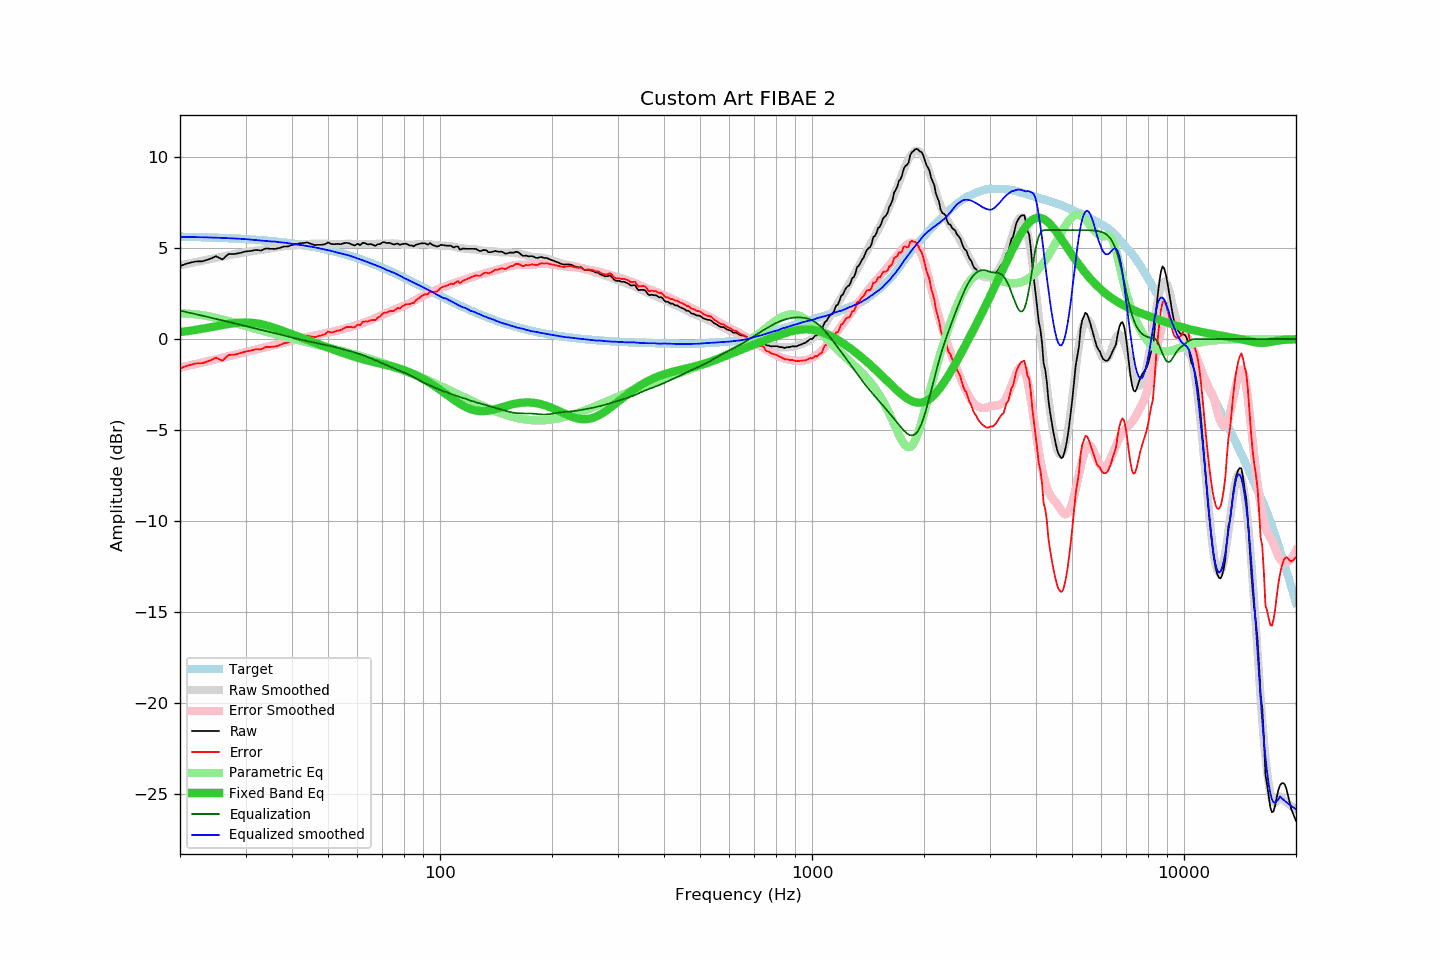 Custom Art FIBAE 2
Amplitude (dBr)
10
5
0
−5
−10
−15
−20
−25
Target
Raw Smoothed
Error Smoothed
Raw
Error
Parametric Eq
Fixed Band Eq
Equalization
Equalized smoothed
100
1000
10000
Frequency (Hz)